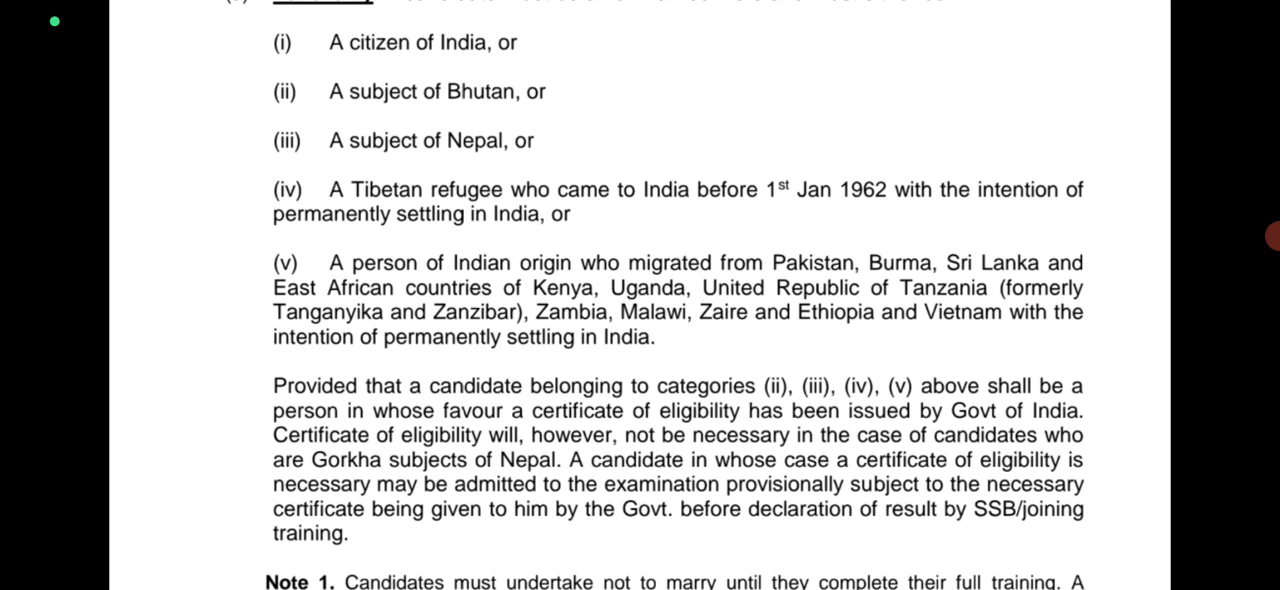 (i) A citizen of India, or
(ii) A subject of Bhutan, or
(iii) A subject of Nepal, or
(iv) A Tibetan refugee who came to India before 1st Jan 1962 with the intention of
permanently settling in India, or
(v) A person of Indian origin who migrated from Pakistan, Burma, Sri Lanka and
East African countries of Kenya, Uganda, United Republic of Tanzania (formerly
Tanganyika and Zanzibar), Zambia, Malawi, Zaire and Ethiopia and Vietnam with the
intention of permanently settling in India.
Provided that a candidate belonging to categories (ii), (iii), (iv), (v) above shall be a
person in whose favour a certificate of eligibility has been issued by Govt of India.
Certificate of eligibility will, however, not be necessary in the case of candidates who
are Gorkha subjects of Nepal. A candidate in whose case a certificate of eligibility is
necessary may be admitted to the examination provisionally subject to the necessary
certificate being given to him by the Govt. before declaration of result by SSB/joining
training.
Note 1. Candidates must undertake not to marry until they complete their full training. A